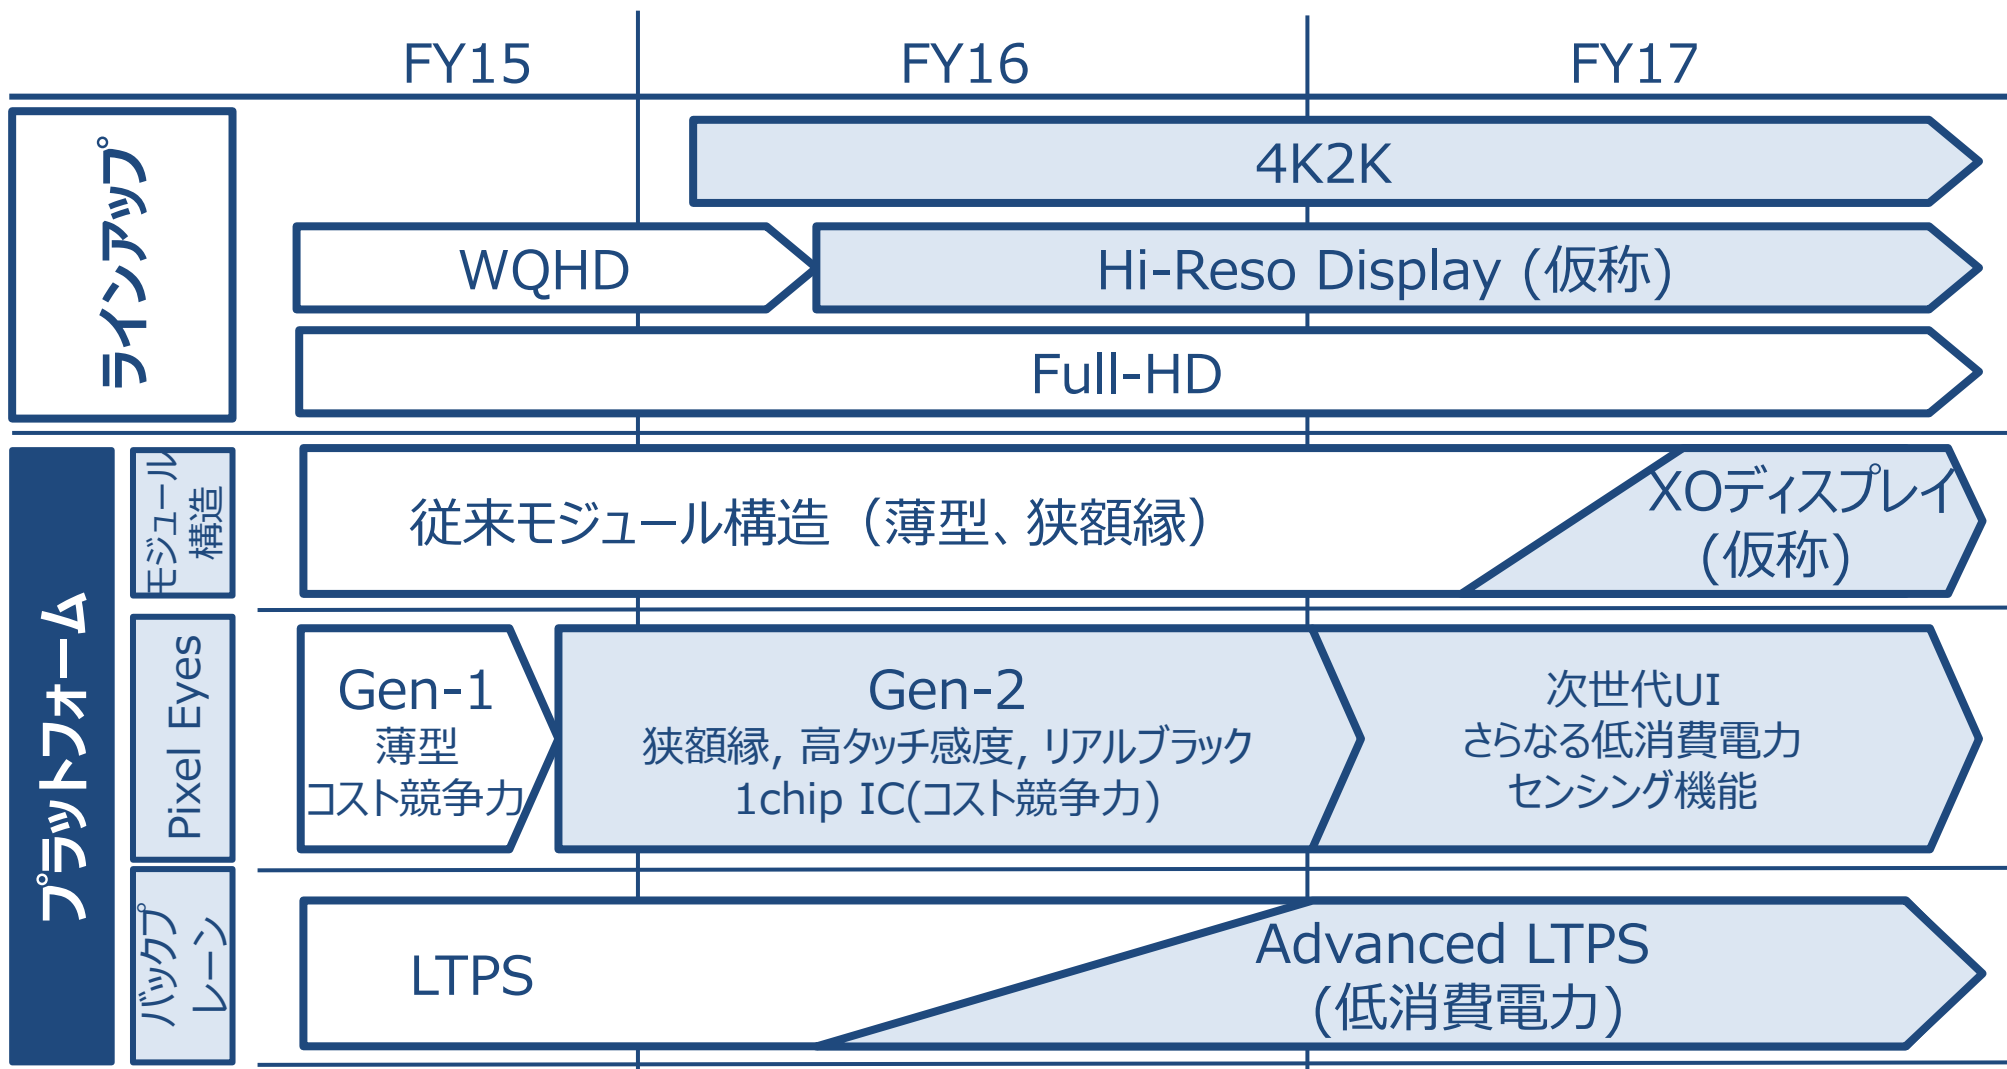 FY15
FY16
FY17
ラインアップ
4K2K
WQHD
Hi-Reso Display (仮称)
Full-HD
プラットフォーム
モジュール
構造
従来モジュール構造（薄型、狭額縁）
XOディスプレイ
(仮称)
Pixel Eyes
Gen-1
薄型
コスト競争力
Gen-2
狭額縁, 高タッチ感度, リアルブラック
1chip IC(コスト競争力)
次世代UI
さらなる低消費電力
センシング機能
バックプ
レーン
LTPS
Advanced LTPS
(低消費電力)